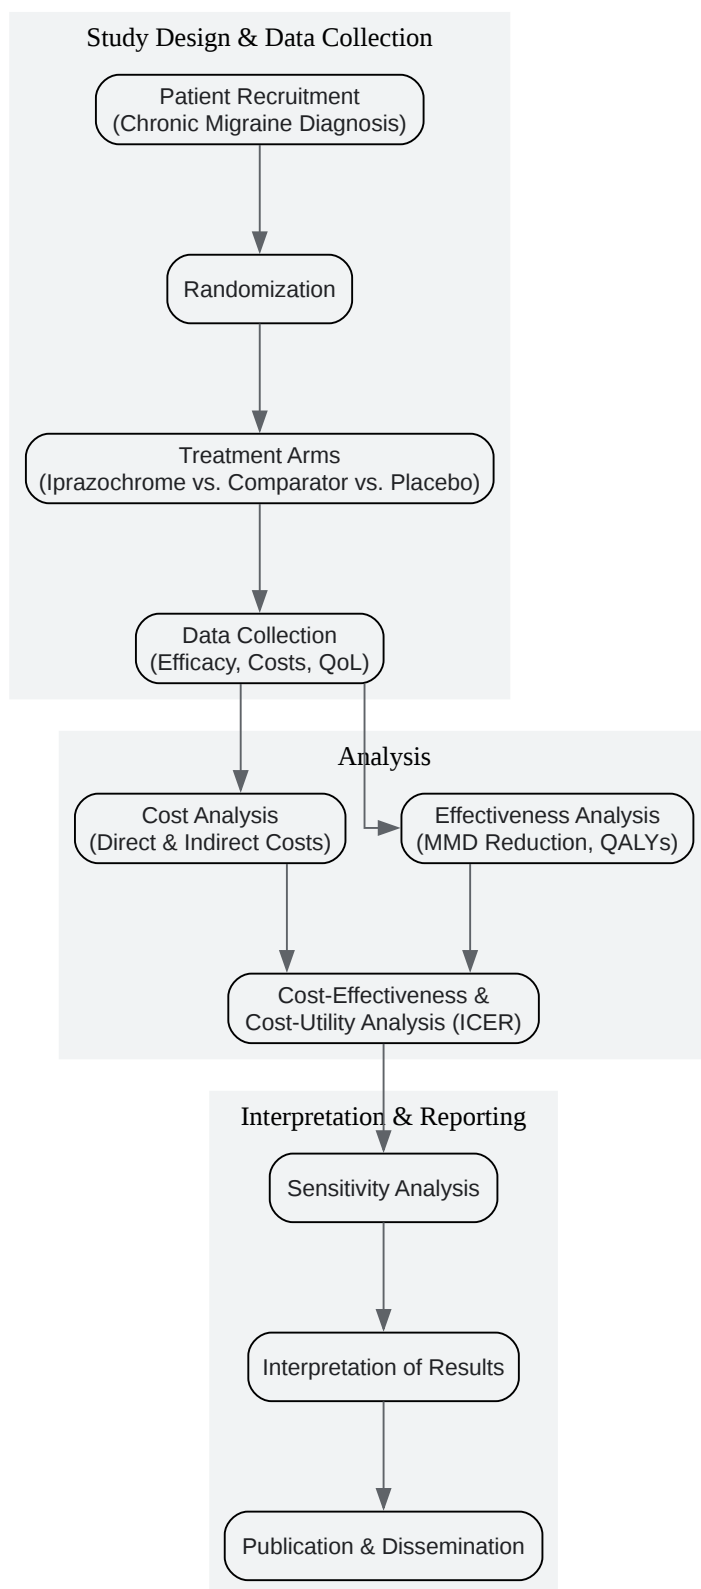 Study Design & Data Collection
Patient Recruitment
(Chronic Migraine Diagnosis)
Randomization
Treatment Arms
(Iprazochrome vs. Comparator vs. Placebo)
Data Collection
(Efficacy, Costs, QoL)
Analysis
Cost Analysis
(Direct & Indirect Costs)
Effectiveness Analysis
(MMD Reduction, QALYs)
Cost-Effectiveness &
Cost-Utility Analysis (ICER)
Interpretation & Reporting
Sensitivity Analysis
Interpretation of Results
Publication & Dissemination